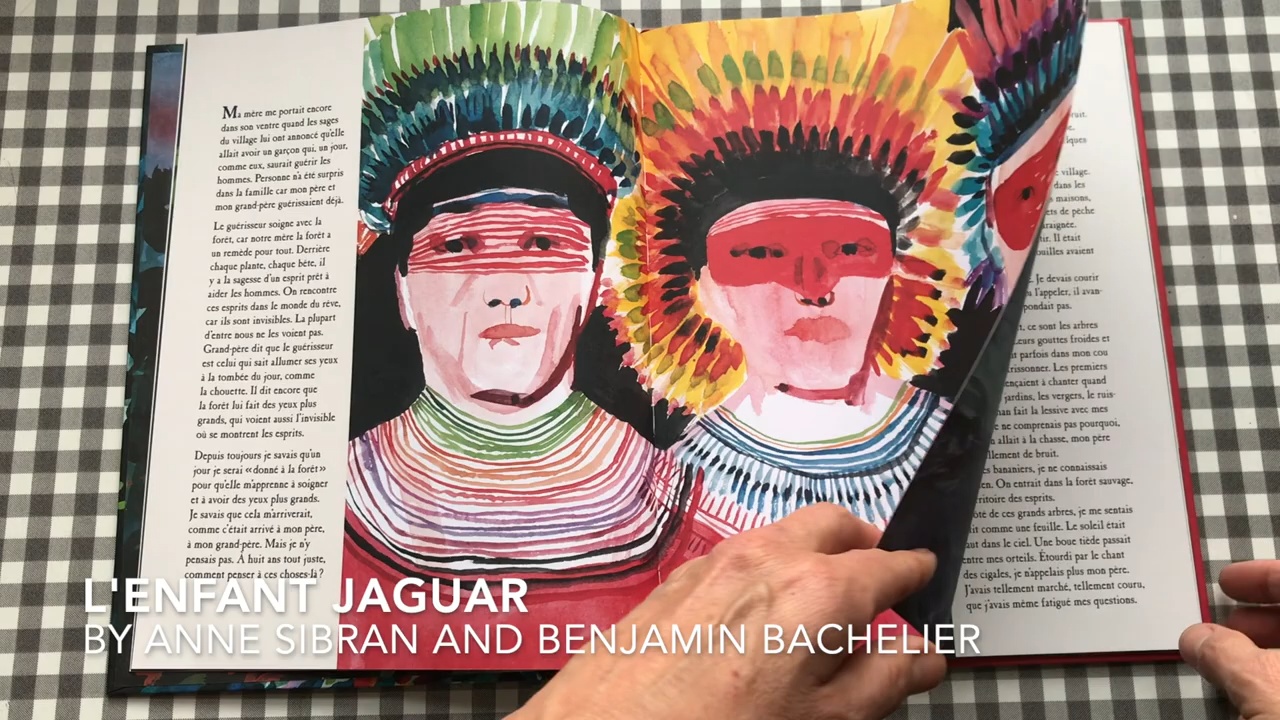 Ma mère me portait encore
dans son ventre quand les sages
du village lui ont annoncé qu'elle
allait avoir un garçon qui, un jour,
comme eux, saurait guérir les
hommes. Personne n'a été surpris
dans la famille car mon père et
mon grand-père guérissaient déjà.
Le guérisseur soigne avec la
forêt, car notre mère la forêt a
un remède pour tout. Derrière
chaque plante, chaque bête, il
y a la sagesse d'un esprit prêt à
aider les hommes. On rencontre
ces esprits dans le monde du rêve,
car ils sont invisibles. La plupart
d'entre nous ne les voient pas.
Grand-père dit que le guérisseur
est celui qui sait allumer ses yeux
à la tombée du jour, comme
la chouette. Il dit encore que
la forêt lui fait des yeux plus
grands, qui voient aussi l'invisible
où se montrent les esprits.
Depuis toujours je savais qu'un
jour je serai «donné à la forêt»
pour qu'elle m'apprenne à soigner
et à avoir des yeux plus grands.
Je savais que cela m'arriverait,
comme c'était arrivé à mon père,
à mon grand-père. Mais je n'y
pensais pas. À huit ans tout juste,
comment penser à ces choses-là?
village.
dans les
maisons,
ets de pêche
araignée.
tir. Il était
ouilles avaient
Je devais courir
l'appeler, il avan-
pondait pas.
t, ce sont les arbres
Leurs gouttes froides et
it parfois dans mon cou
rissonner. Les premiers
ençaient à chanter quand
jardins, les vergers, le ruis-
man fait la lessive avec mes
e ne comprenais pas pourquoi,
allait à la chasse, mon père
llement de bruit.
es bananiers, je ne connaissais
en. On entrait dans la forêt sauvage,
rritoire des esprits.
ôté de ces grands arbres, je me sentais
it comme une feuille. Le soleil était
aut dans le ciel. Une boue tiède passait
entre mes orteils. Étourdi par le chant
des cigales, je n'appelais plus mon père.
J'avais tellement marché, tellement couru,
que j'avais même fatigué mes questions.
L'ENFANT JAGUAR
BY ANNE SIBRAN AND BENJAMIN BACHELIER